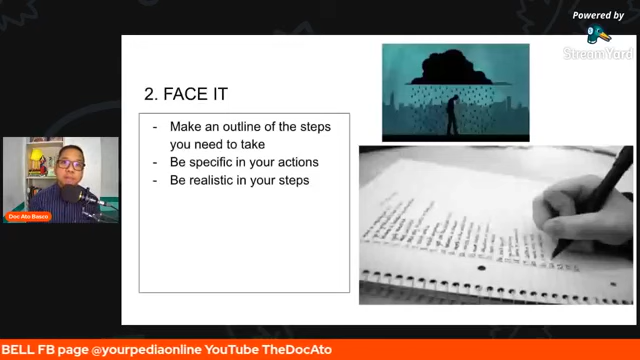 Powered by
StreamYard
2. FACE IT
- Make an outline of the steps
you need to take
- Be specific in your actions
- Be realistic in your steps
Doc Ato Basco
BELL FB page @yourpediaonline YouTube TheDocAto